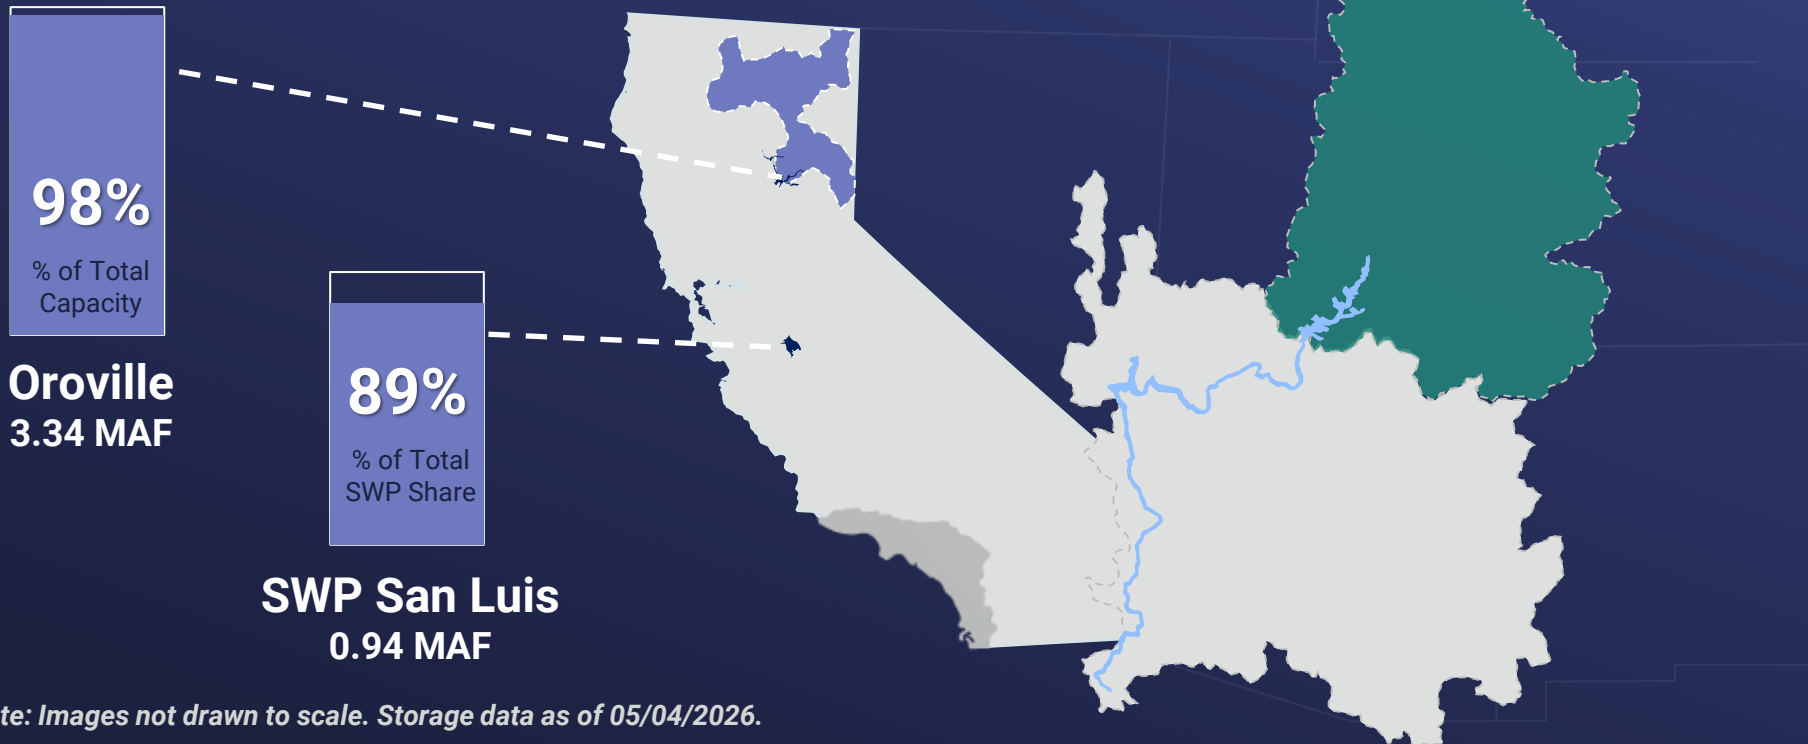 98%
% of Total
Capacity
Oroville
3.34 MAF
89%
% of Total
SWP Share
SWP San Luis
0.94 MAF
te: Images not drawn to scale. Storage data as of 05/04/2026.